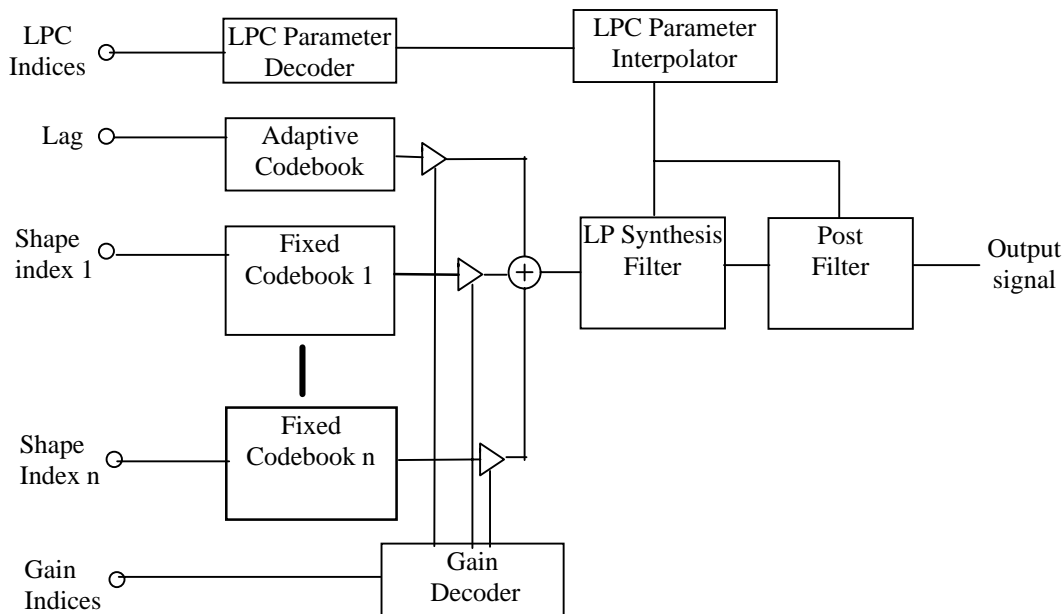 LPC
Indices
LPC Parameter
Decoder
LPC Parameter
Interpolator
Lag
Adaptive
Codebook
Shape
index 1
Fixed
Codebook 1
+
LP Synthesis
Filter
Post
Filter
Output
signal
Shape
Index n
Fixed
Codebook n
Gain
Indices
Gain
Decoder